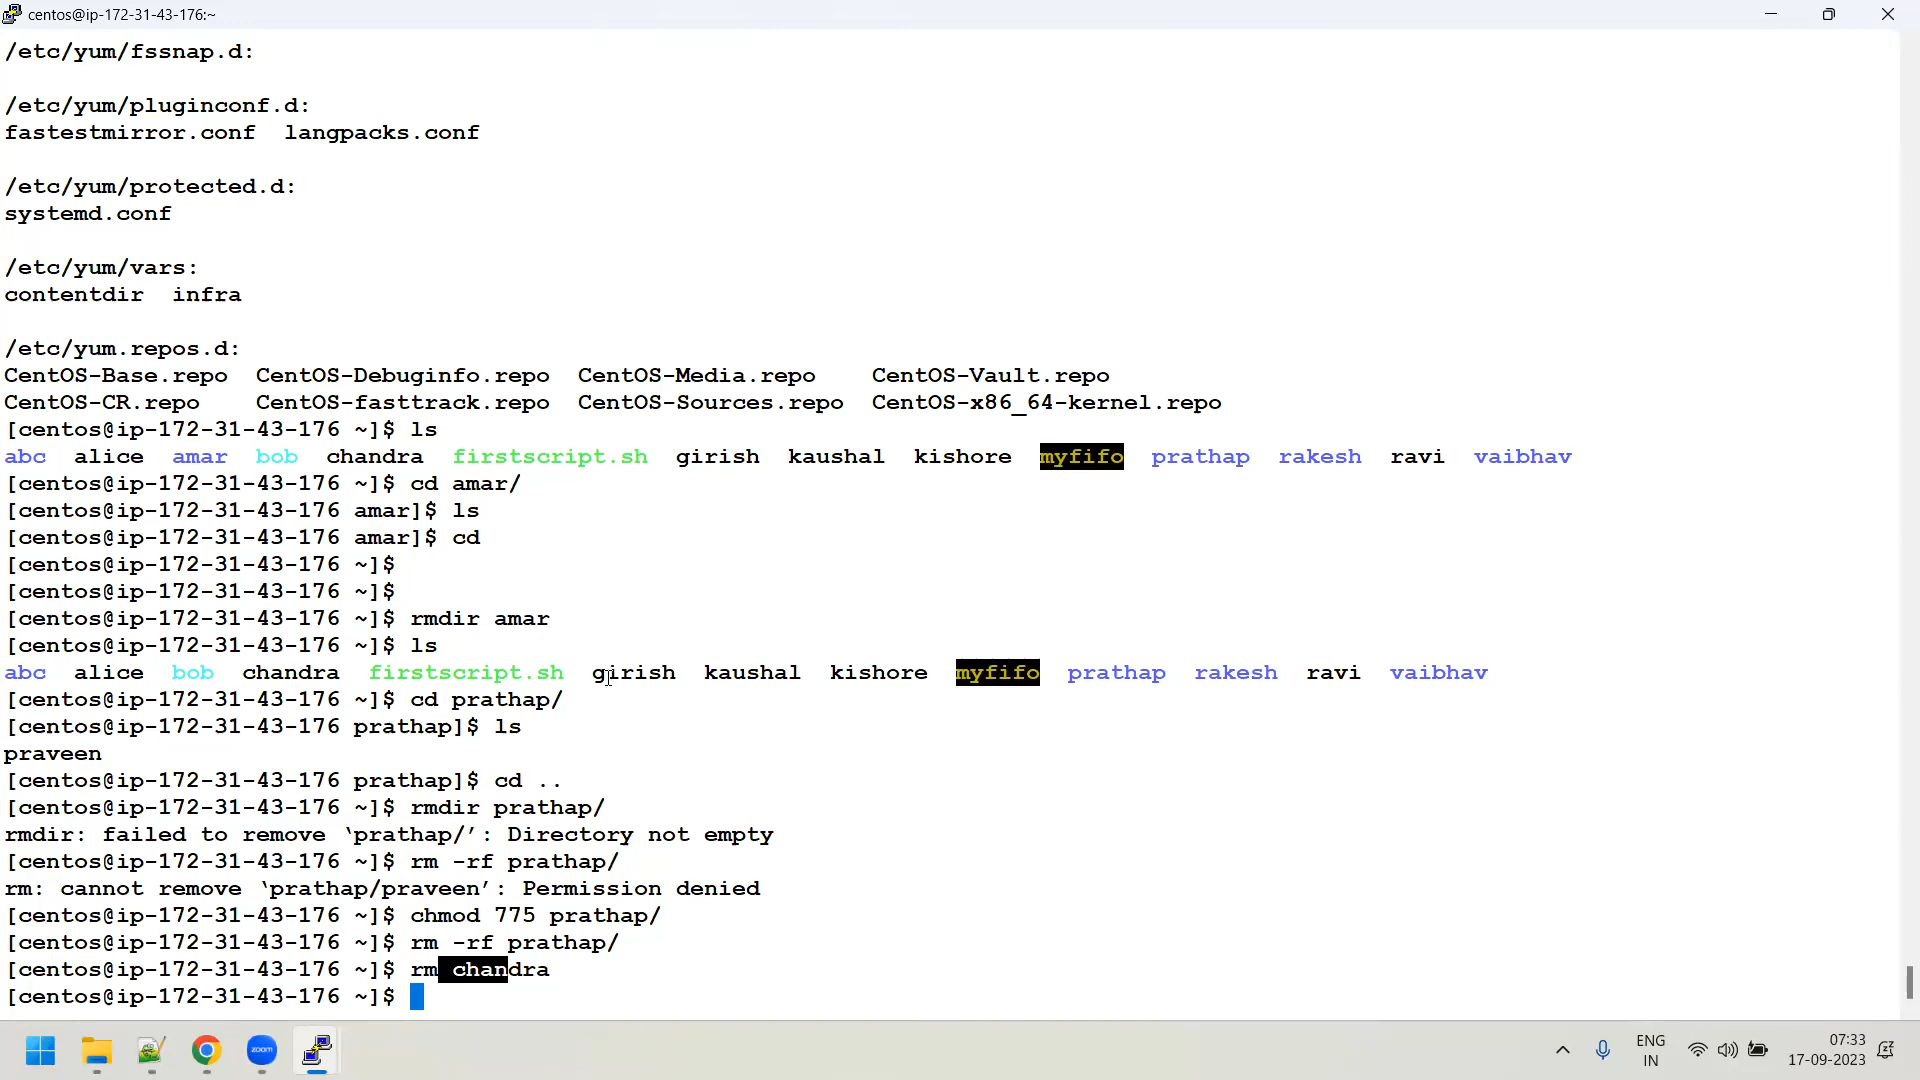 centos@ip-172-31-43-176:~
/etc/yum/fssnap.d:
/etc/yum/pluginconf.d:
fastestmirror.conf  langpacks.conf
/etc/yum/protected.d:
systemd.conf
/etc/yum/vars:
contentdir  infra
/etc/yum.repos.d:
CentOS-Base.repo  CentOS-Debuginfo.repo  CentOS-Media.repo    CentOS-Vault.repo
CentOS-CR.repo    CentOS-fasttrack.repo  CentOS-Sources.repo  CentOS-x86_64-kernel.repo
[centos@ip-172-31-43-176 ~]$ ls
abc  alice  amar  bob  chandra  firstscript.sh  girish  kaushal  kishore  myfifo  prathap  rakesh  ravi  vaibhav
[centos@ip-172-31-43-176 ~]$ cd amar/
[centos@ip-172-31-43-176 amar]$ ls
[centos@ip-172-31-43-176 amar]$ cd
[centos@ip-172-31-43-176 ~]$
[centos@ip-172-31-43-176 ~]$
[centos@ip-172-31-43-176 ~]$ rmdir amar
[centos@ip-172-31-43-176 ~]$ ls
abc  alice  bob  chandra  firstscript.sh  girish  kaushal  kishore  myfifo  prathap  rakesh  ravi  vaibhav
[centos@ip-172-31-43-176 ~]$ cd prathap/
[centos@ip-172-31-43-176 prathap]$ ls
praveen
[centos@ip-172-31-43-176 prathap]$ cd ..
[centos@ip-172-31-43-176 ~]$ rmdir prathap/
rmdir: failed to remove ‘prathap/’: Directory not empty
[centos@ip-172-31-43-176 ~]$ rm -rf prathap/
rm: cannot remove ‘prathap/praveen’: Permission denied
[centos@ip-172-31-43-176 ~]$ chmod 775 prathap/
[centos@ip-172-31-43-176 ~]$ rm -rf prathap/
[centos@ip-172-31-43-176 ~]$ rm chandra
[centos@ip-172-31-43-176 ~]$
zoom
ENG
IN
07:33
17-09-2023